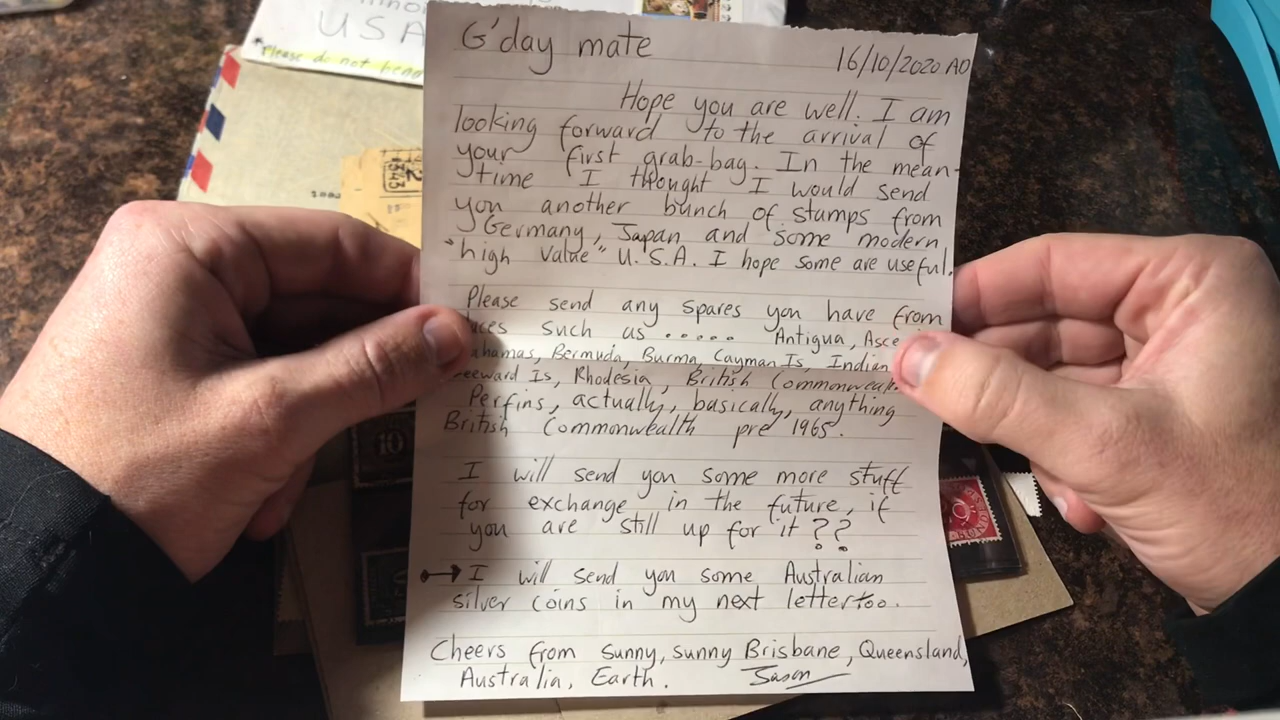 USA
*Please do not bend
G'day mate
16/10/2020 AD
Hope you are well. I am
looking forward to the arrival of
your first grab-bag. In the mean-
time I thought I would send
you another bunch of stamps from
Germany, Japan and some modern
"high value" U.S.A. I hope some are useful.
Please send any spares you have from
such as ..... Antigua,
Bermuda, Burma, Cayman Is, Indian
Is, Rhodesia, British
Perfins, actually, basically, anything
British Commonwealth pre 1965.
I will send you some more stuff
for exchange in the future, if
you are still up for it??
I will send you some Australian
silver coins in my next letter too.
Cheers from sunny, sunny Brisbane, Queensland,
Australia, Earth. Jason
10